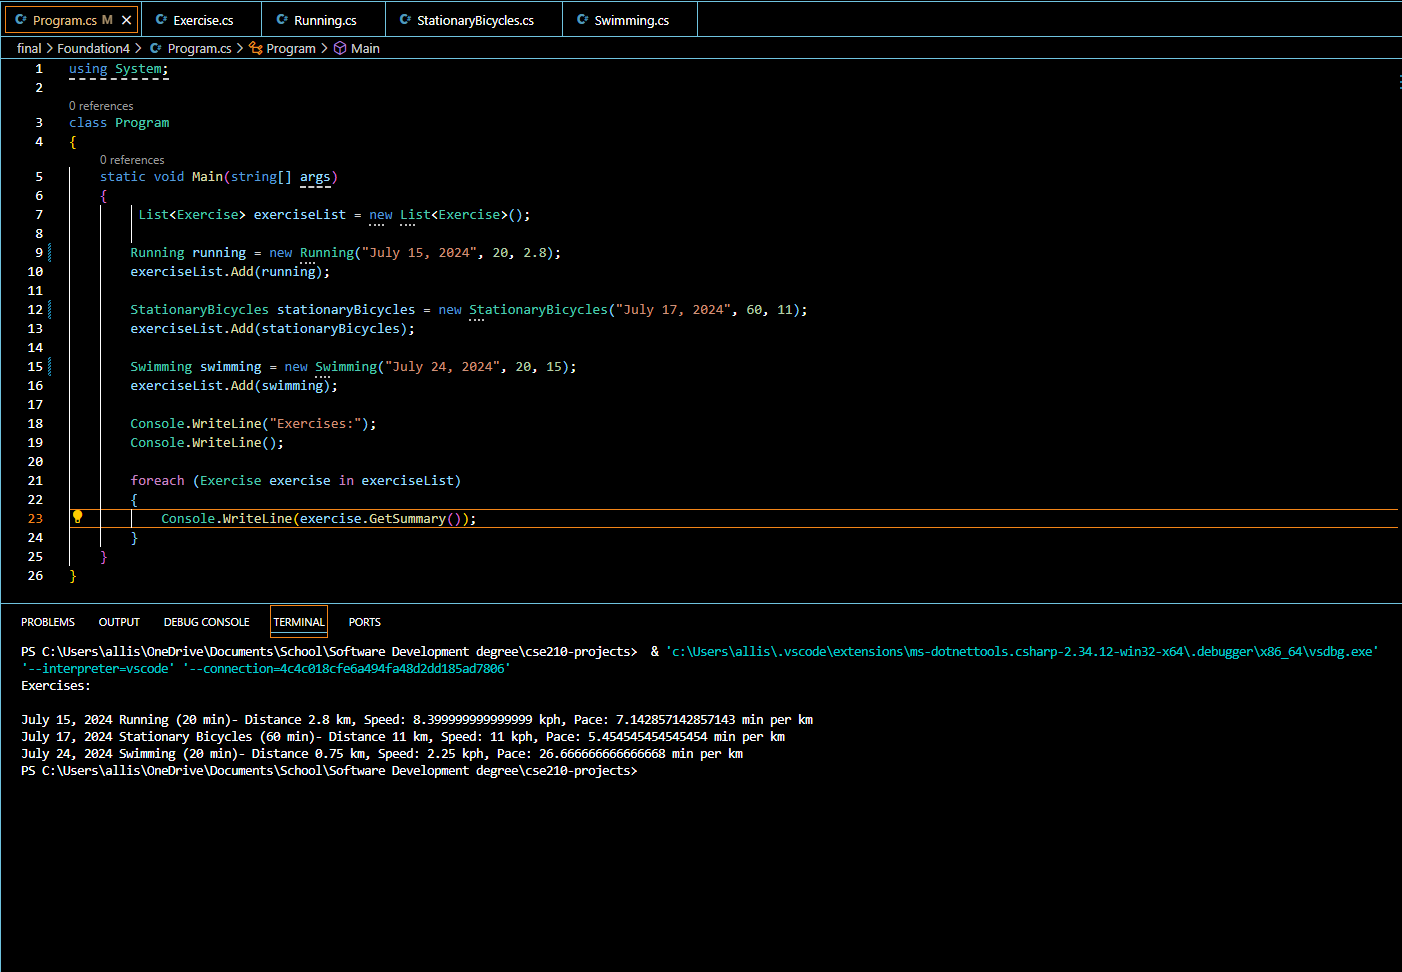 C# Program.cs M × C# Exercise.cs C# Running.cs C# StationaryBicycles.cs C# Swimming.cs
final > Foundation4 > C# Program.cs > Program > Main
1 using System;
2
0 references
3 class Program
4 {
0 references
5 static void Main(string[] args)
6 {
7 List<Exercise> exerciseList = new List<Exercise>();
8
9 Running running = new Running("July 15, 2024", 20, 2.8);
10 exerciseList.Add(running);
11
12 StationaryBicycles stationaryBicycles = new StationaryBicycles("July 17, 2024", 60, 11);
13 exerciseList.Add(stationaryBicycles);
14
15 Swimming swimming = new Swimming("July 24, 2024", 20, 15);
16 exerciseList.Add(swimming);
17
18 Console.WriteLine("Exercises:");
19 Console.WriteLine();
20
21 foreach (Exercise exercise in exerciseList)
22 {
23 Console.WriteLine(exercise.GetSummary());
24 }
25 }
26 }
PROBLEMS OUTPUT DEBUG CONSOLE TERMINAL PORTS
PS C:\Users\allis\OneDrive\Documents\School\Software Development degree\cse210-projects> & 'c:\Users\allis\.vscode\extensions\ms-dotnettools.csharp-2.34.12-win32-x64\.debugger\x86_64\vsdbg.exe'
'--interpreter=vscode' '--connection=4c4c018cfe6a494fa48d2dd185ad7806'
Exercises:

July 15, 2024 Running (20 min)- Distance 2.8 km, Speed: 8.399999999999999 kph, Pace: 7.142857142857143 min per km
July 17, 2024 Stationary Bicycles (60 min)- Distance 11 km, Speed: 11 kph, Pace: 5.454545454545454 min per km
July 24, 2024 Swimming (20 min)- Distance 0.75 km, Speed: 2.25 kph, Pace: 26.666666666666668 min per km
PS C:\Users\allis\OneDrive\Documents\School\Software Development degree\cse210-projects>